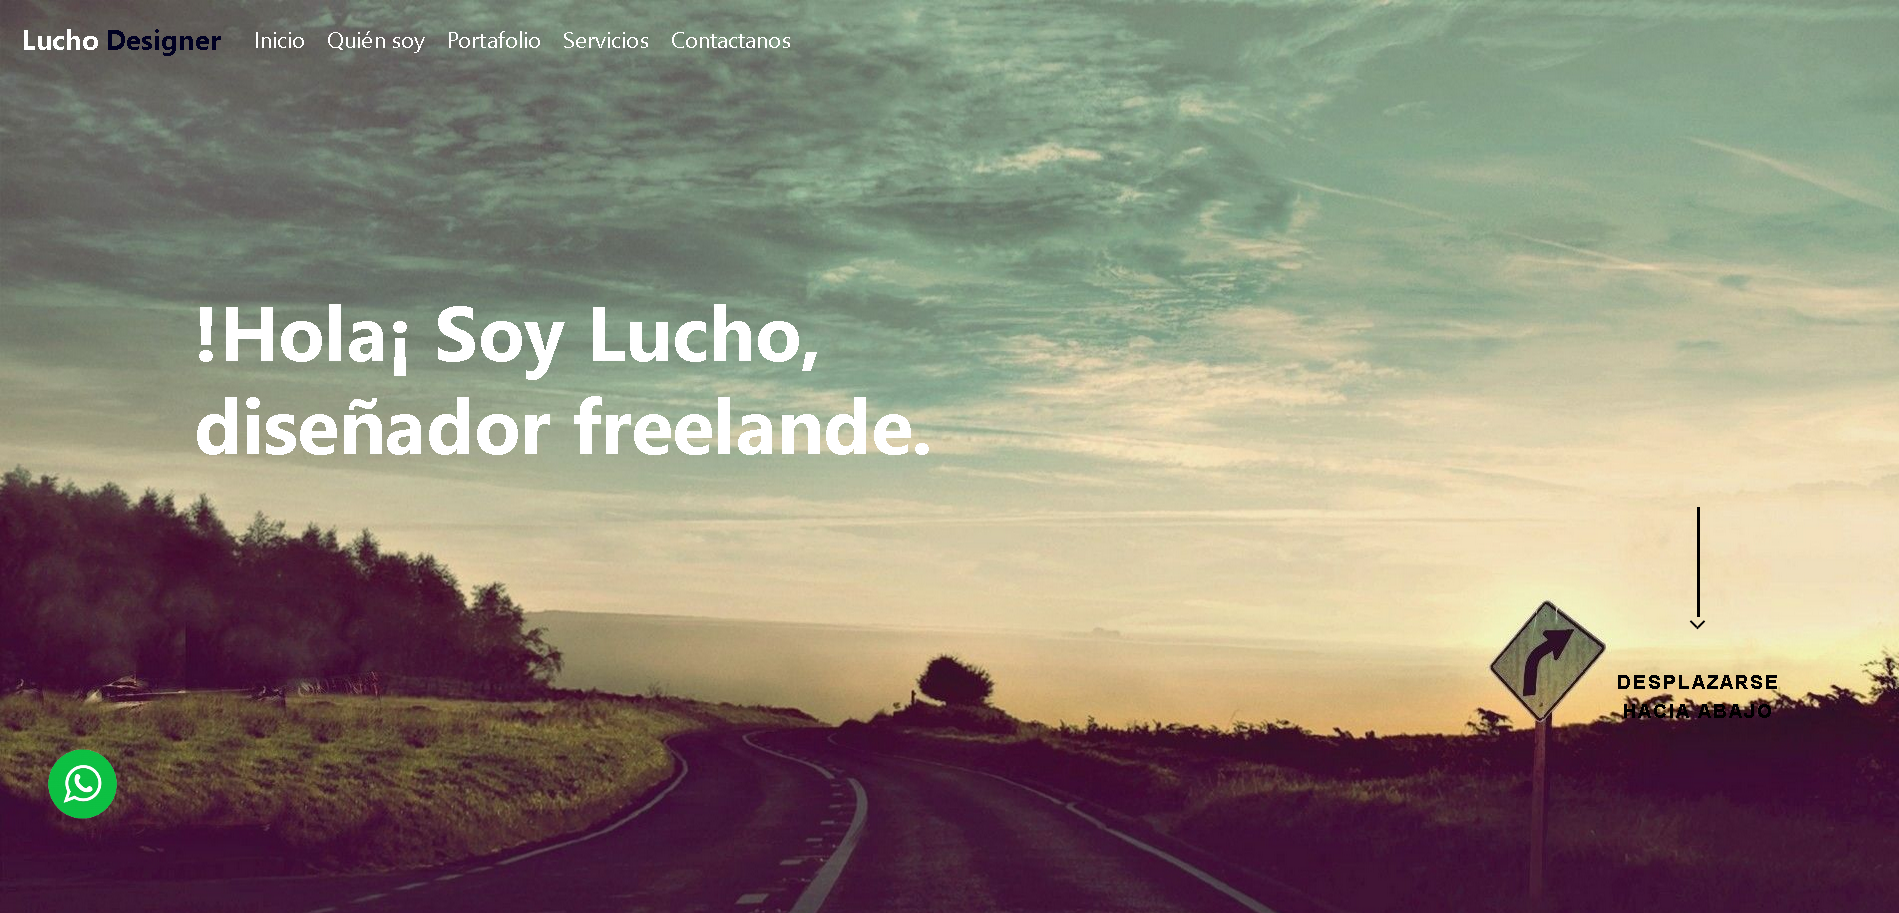 Lucho Designer Inicio Quién soy Portafolio Servicios Contactanos
!Hola¡ Soy Lucho,
diseñador freelande.
DESPLAZARSE
HACIA ABAJO